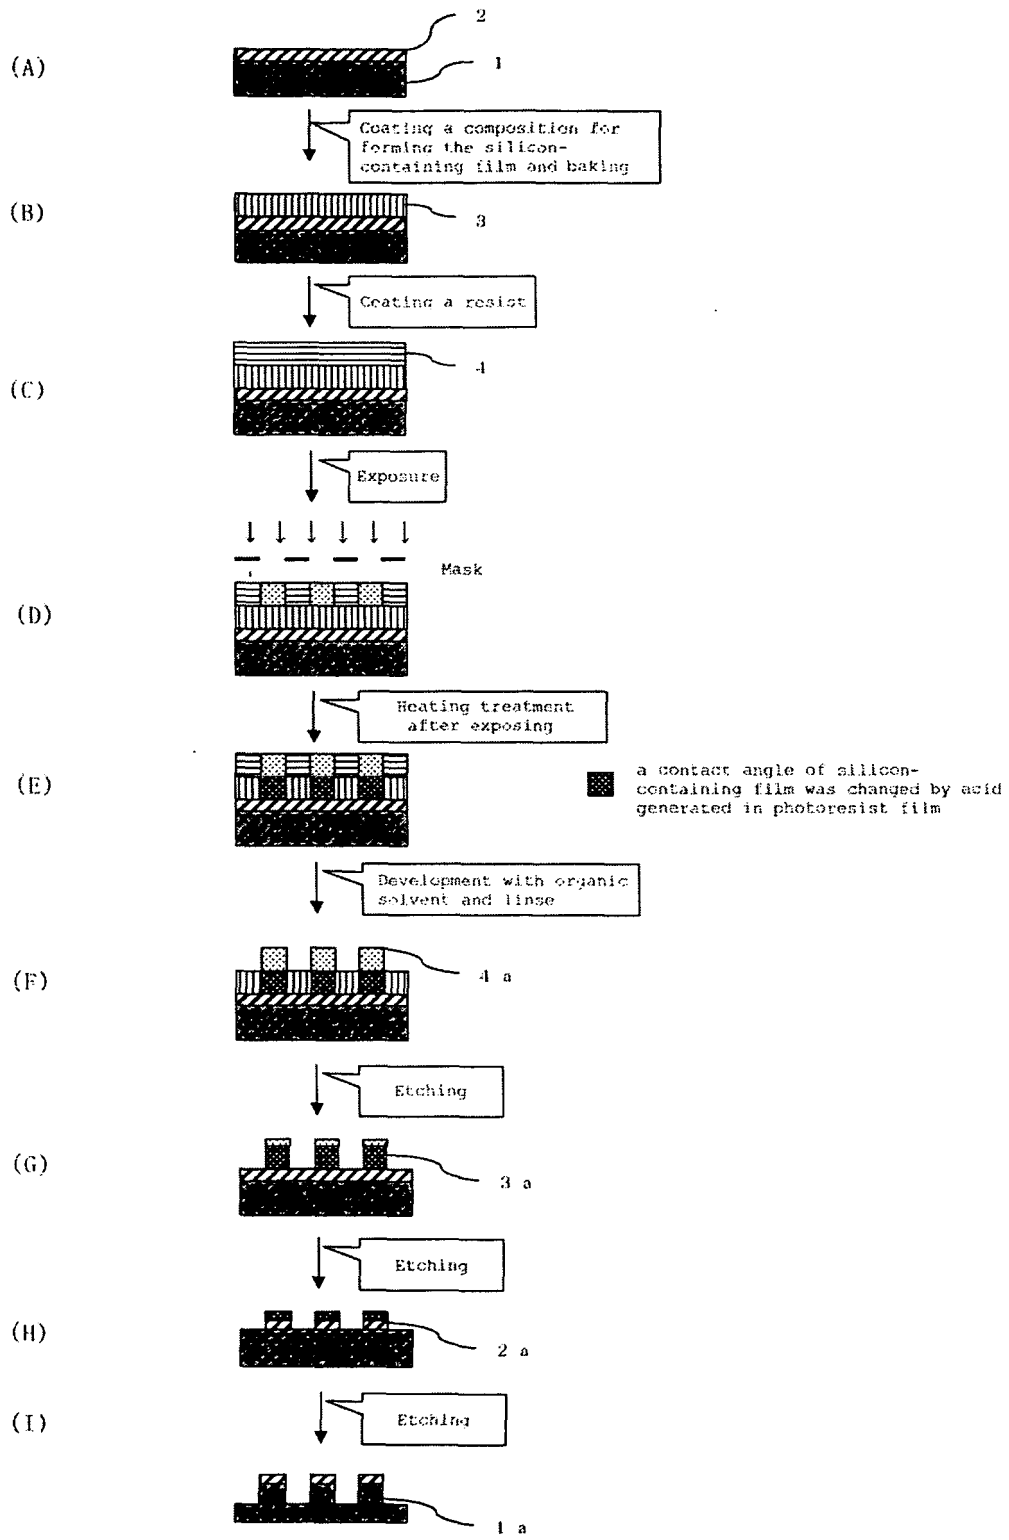 2
(A)
1
Coating a composition for
forming the silicon-
containing film and baking
(B)
3
Coating a resist
4
(C)
Exposure
Mask
(D)
Heating treatment
after exposing
(E)
a contact angle of silicon-
containing film was changed by acid
generated in photoresist film
Development with organic
solvent and linse
(F)
4 a
Etching
(G)
3 a
Etching
(H)
2 a
Etching
(I)
1 a